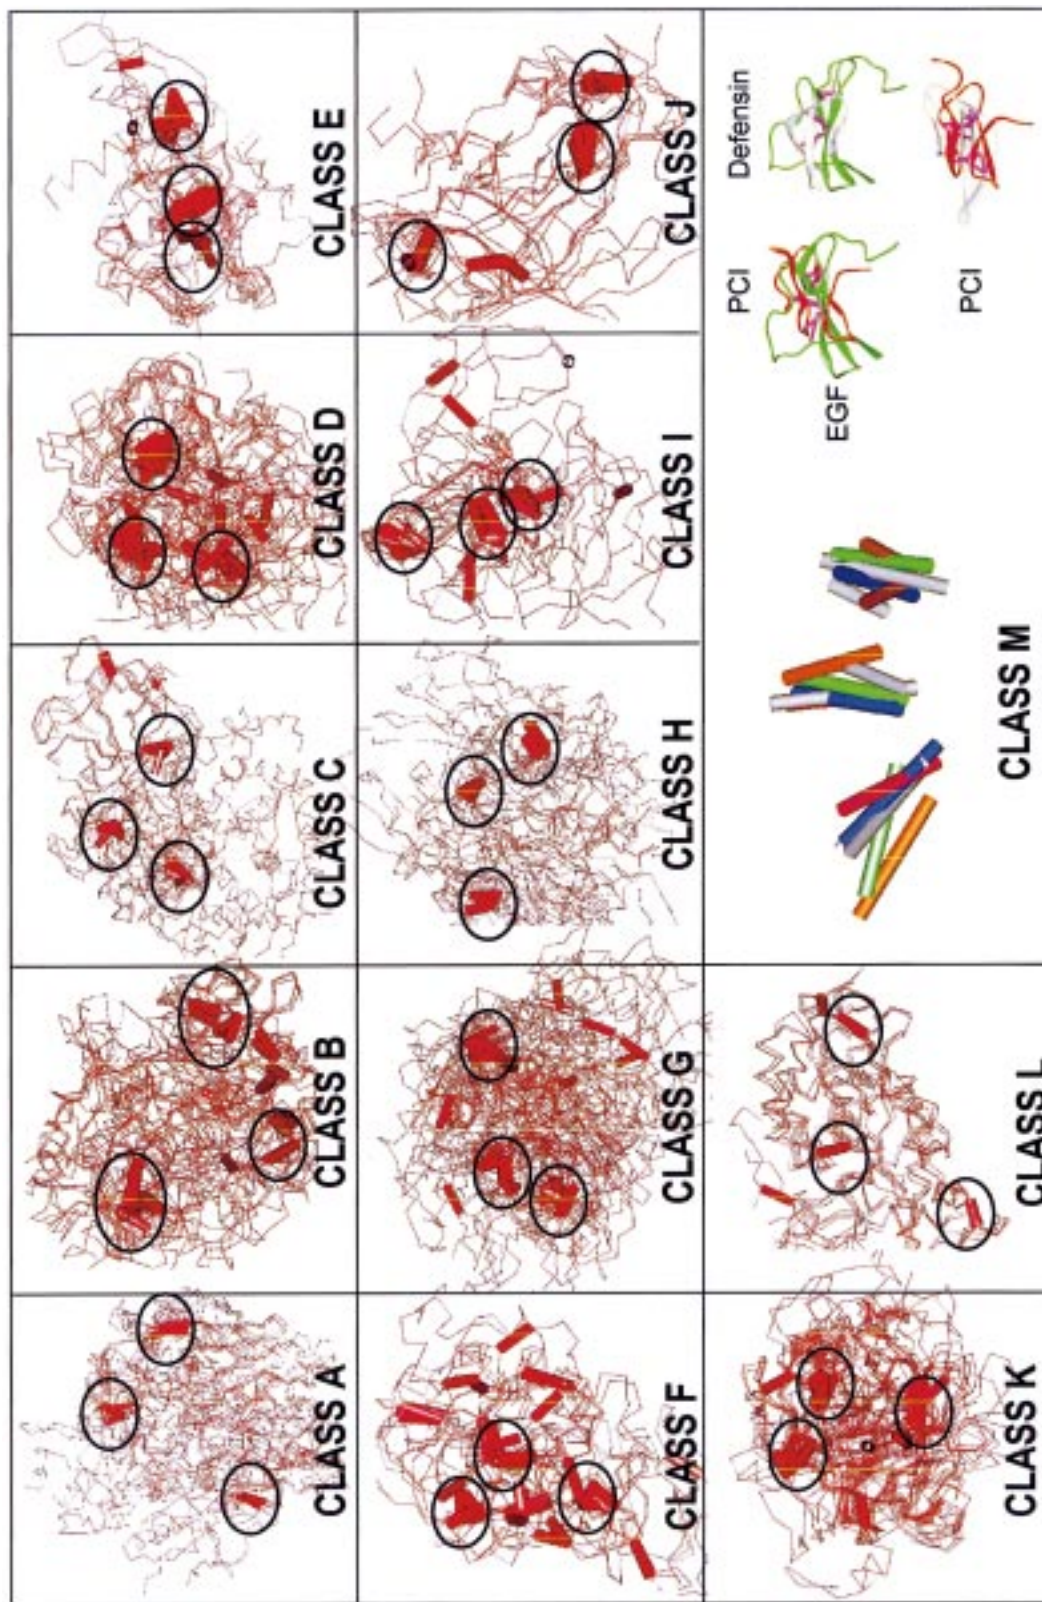 CLASS A
CLASS B
CLASS C
CLASS D
CLASS E
CLASS F
CLASS G
CLASS H
CLASS I
CLASS J
CLASS K
CLASS L
CLASS M
EGF
PCI
Defensin
PCI